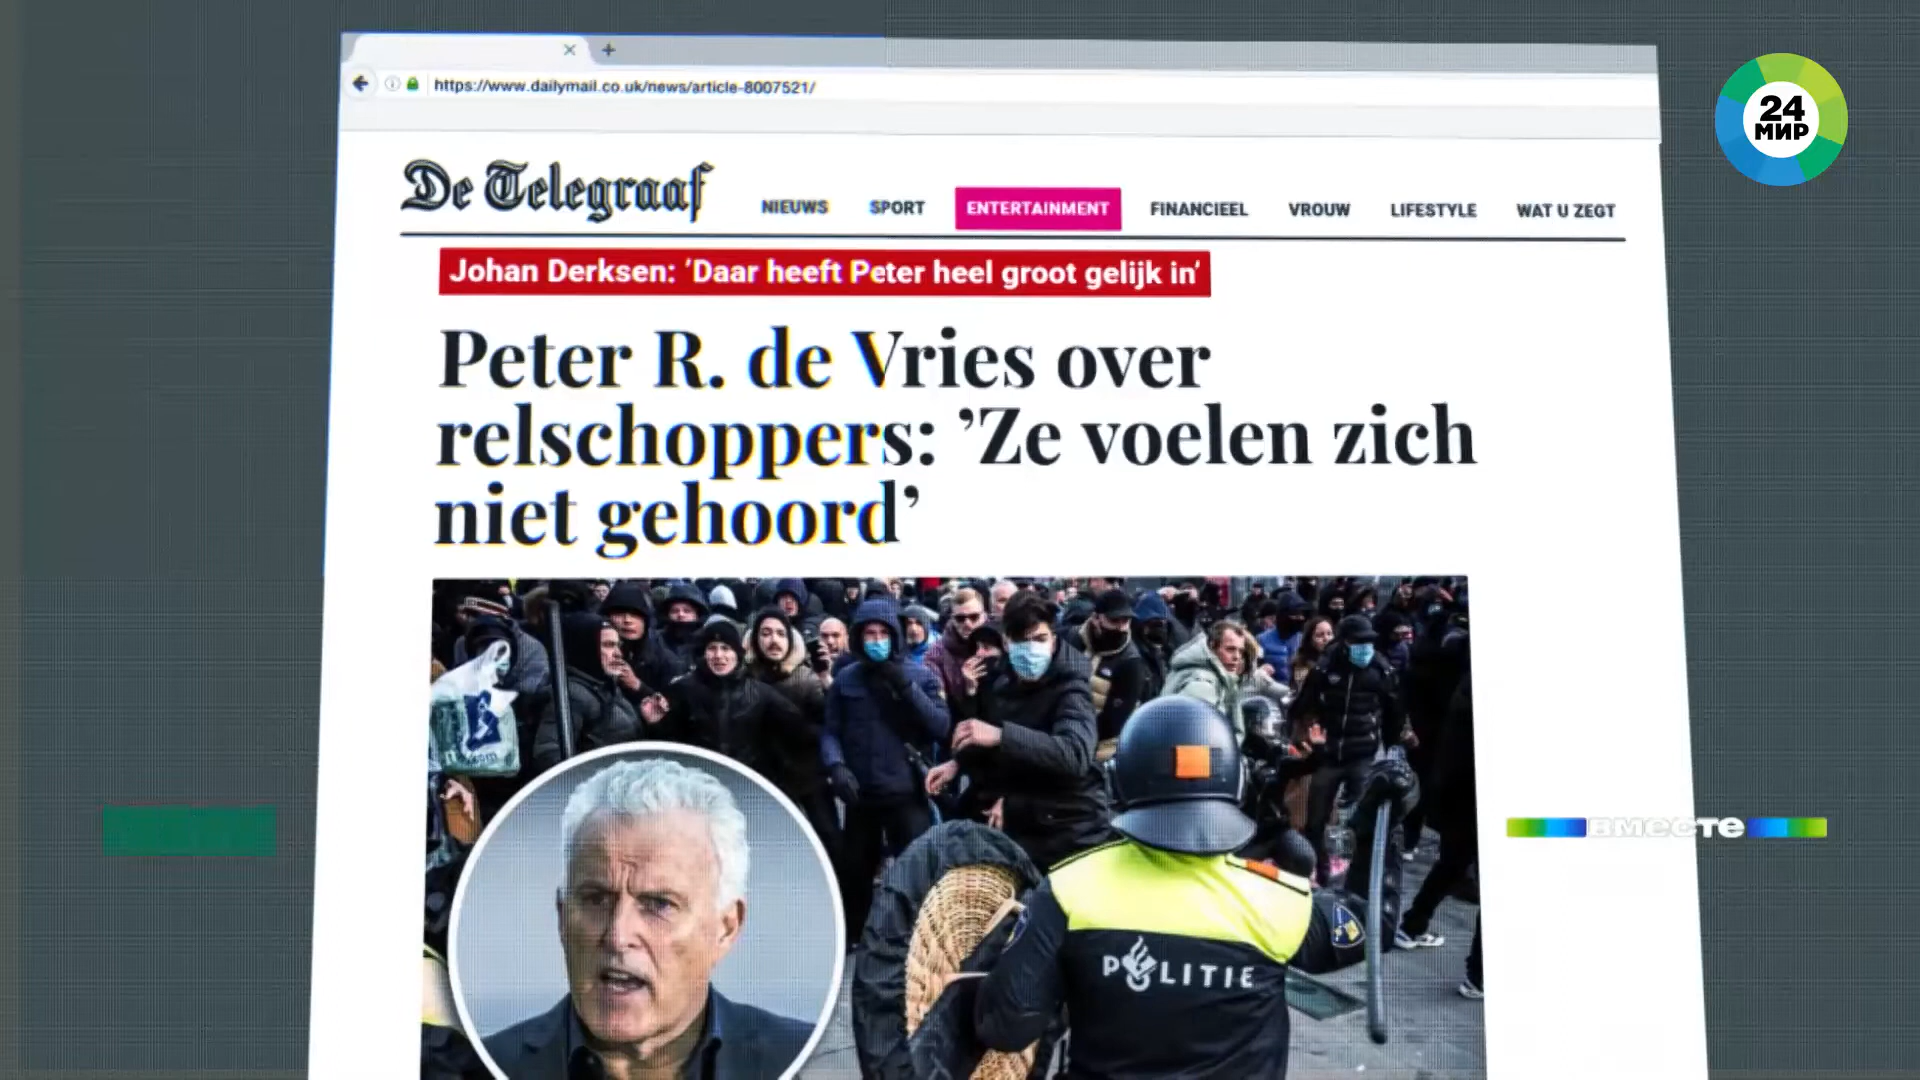 https://www.dailymail.co.uk/news/article-8007521/
24
МИР
De Telegraaf
NIEUWS SPORT ENTERTAINMENT FINANCIEEL VROUW LIFESTYLE WAT U ZEGT
Johan Derksen: 'Daar heeft Peter heel groot gelijk in'
Peter R. de Vries over
relschoppers: 'Ze voelen zich
niet gehoord'
вместе
POLITIE